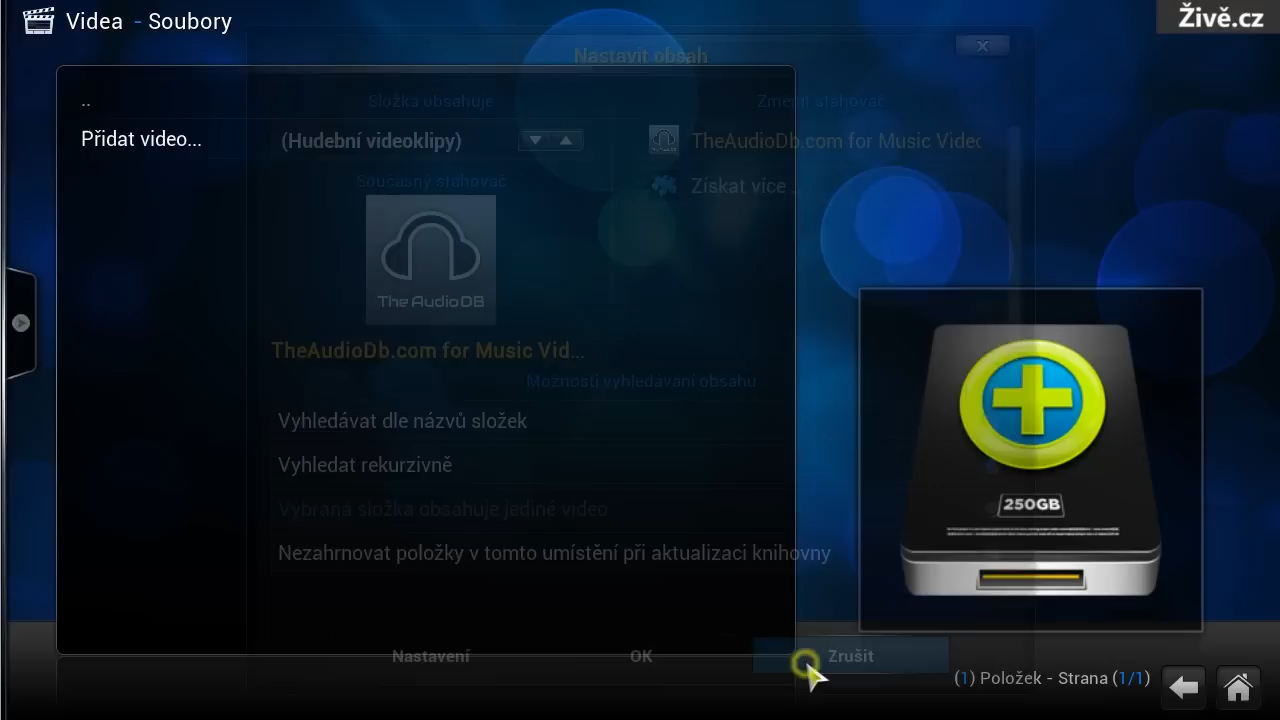 Videa - Soubory
Živě.cz
Nastavit obsah
..
Složka obsahuje
Změnit stahovač
Přidat video...
(Hudební videoklipy)
TheAudioDb.com for Music Videc
Současný stahovač
Získat více
The AudioDB
TheAudioDb.com for Music Vid...
Možnosti vyhledávání obsahu
Vyhledávat dle názvů složek
Vyhledat rekurzivně
250GB
Vybraná složka obsahuje jediné video
Nezahrnovat položky v tomto umístění při aktualizaci knihovny
Nastavení
OK
Zrušit
(1) Položek - Strana (1/1)